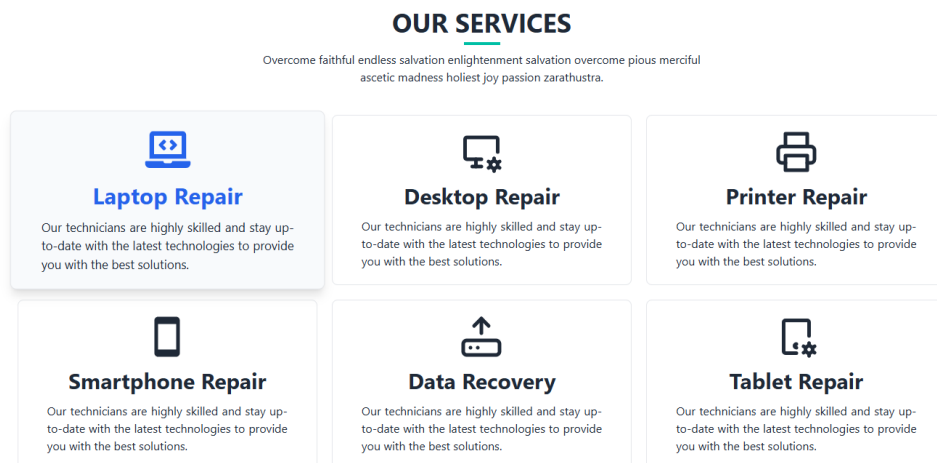 OUR SERVICES
Overcome faithful endless salvation enlightenment salvation overcome pious merciful
ascetic madness holiest joy passion zarathustra.
Laptop Repair
Our technicians are highly skilled and stay up-
to-date with the latest technologies to provide
you with the best solutions.
Desktop Repair
Our technicians are highly skilled and stay up-
to-date with the latest technologies to provide
you with the best solutions.
Printer Repair
Our technicians are highly skilled and stay up-
to-date with the latest technologies to provide
you with the best solutions.
Smartphone Repair
Our technicians are highly skilled and stay up-
to-date with the latest technologies to provide
you with the best solutions.
Data Recovery
Our technicians are highly skilled and stay up-
to-date with the latest technologies to provide
you with the best solutions.
Tablet Repair
Our technicians are highly skilled and stay up-
to-date with the latest technologies to provide
you with the best solutions.